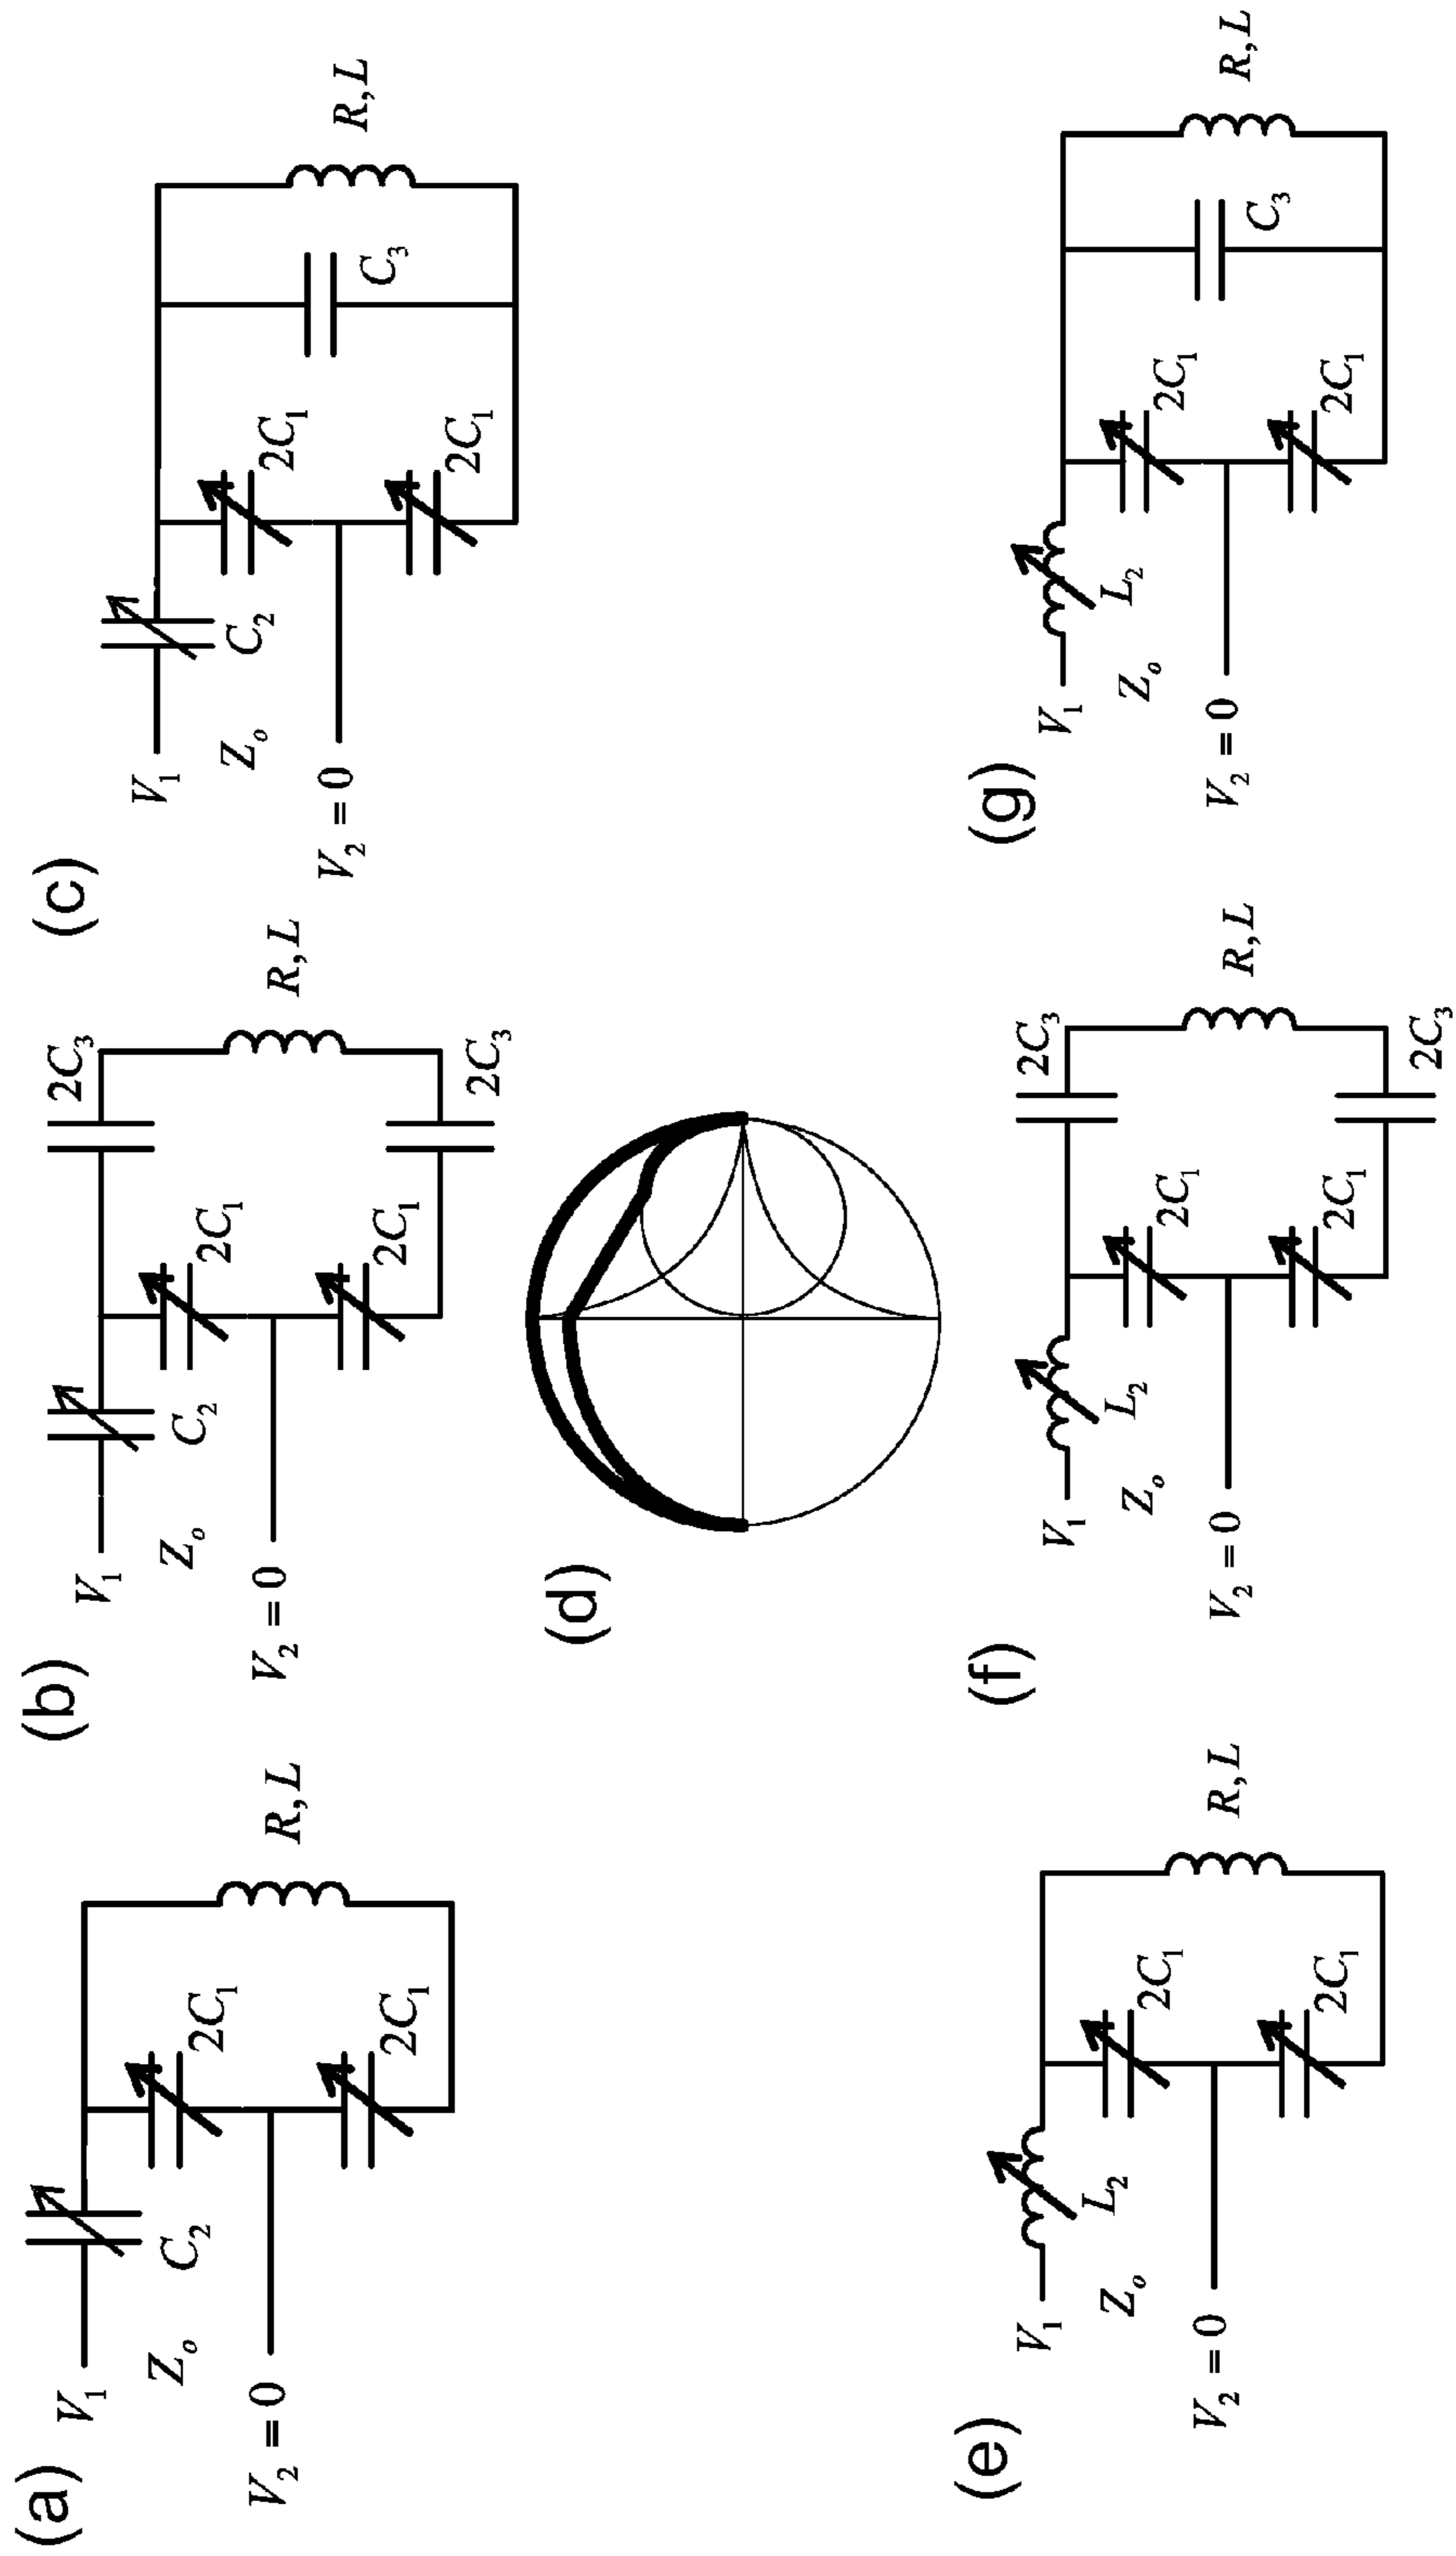 (a)
V₁
C₂
Zₒ
2C₁
2C₁
R, L
V₂ = 0
(b)
V₁
C₂
Zₒ
2C₁
2C₁
2C₃
2C₃
R, L
V₂ = 0
(c)
V₁
C₂
Zₒ
2C₁
2C₁
C₃
R, L
V₂ = 0
(d)
(e)
V₁
L₂
Zₒ
2C₁
2C₁
R, L
V₂ = 0
(f)
V₁
L₂
Zₒ
2C₁
2C₁
2C₃
2C₃
R, L
V₂ = 0
(g)
V₁
L₂
Zₒ
2C₁
2C₁
C₃
R, L
V₂ = 0